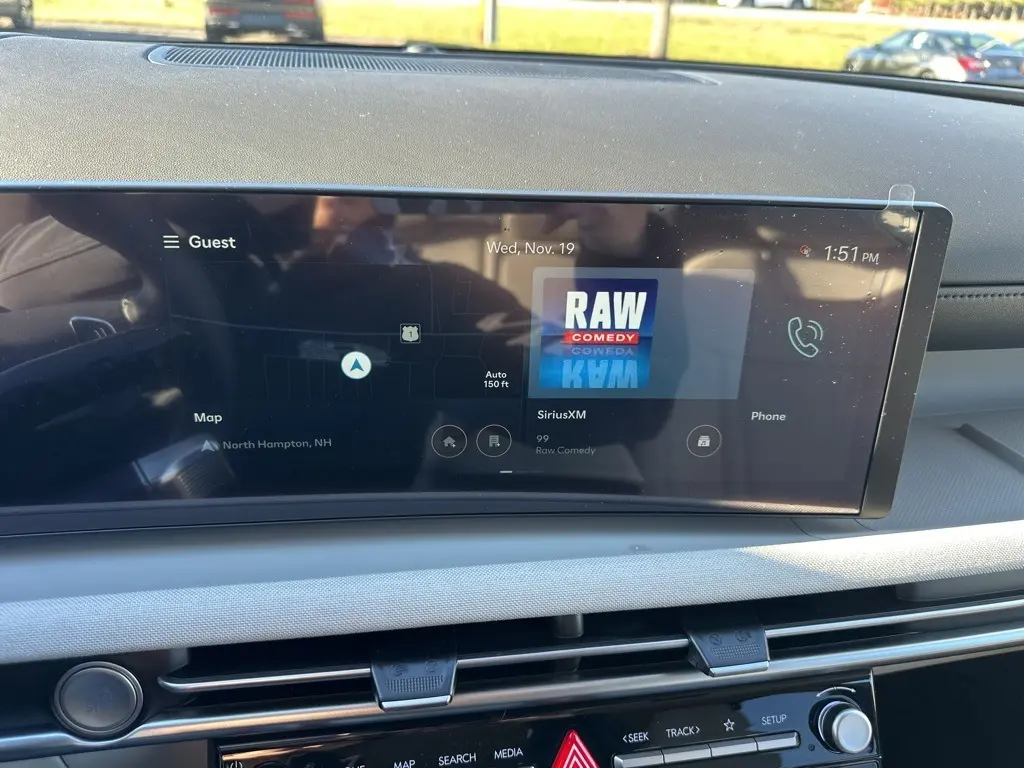 Guest
Wed, Nov. 19
1:51 PM
1
RAW
COMEDY
Auto
150 ft
Map
North Hampton, NH
SiriusXM
99
Raw Comedy
Phone
MAP
SEARCH
MEDIA
<SEEK
TRACK>
☆
SETUP